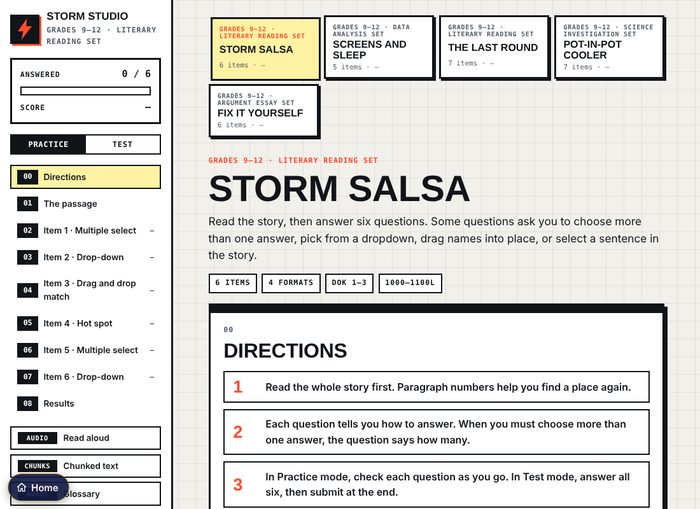 STORM STUDIO
GRADES 9–12 · LITERARY
READING SET
ANSWERED 0 / 6
SCORE –
PRACTICE TEST
00 Directions
01 The passage
02 Item 1 · Multiple select –
03 Item 2 · Drop-down –
04 Item 3 · Drag and drop
match –
05 Item 4 · Hot spot –
06 Item 5 · Multiple select –
07 Item 6 · Drop-down –
08 Results
AUDIO Read aloud
CHUNKS Chunked text
Glossary
Home
GRADES 9–12 ·
LITERARY READING SET
STORM SALSA
6 items · –
GRADES 9–12 · DATA
ANALYSIS SET
SCREENS AND
SLEEP
5 items · –
GRADES 9–12 ·
LITERARY READING SET
THE LAST ROUND
7 items · –
GRADES 9–12 · SCIENCE
INVESTIGATION SET
POT-IN-POT
COOLER
7 items · –
GRADES 9–12 ·
ARGUMENT ESSAY SET
FIX IT YOURSELF
6 items · –
GRADES 9–12 · LITERARY READING SET
STORM SALSA
Read the story, then answer six questions. Some questions ask you to choose more
than one answer, pick from a dropdown, drag names into place, or select a sentence in
the story.
6 ITEMS 4 FORMATS DOK 1–3 1000–1100L
00
DIRECTIONS
1 Read the whole story first. Paragraph numbers help you find a place again.
2 Each question tells you how to answer. When you must choose more than
one answer, the question says how many.
3 In Practice mode, check each question as you go. In Test mode, answer all
six, then submit at the end.